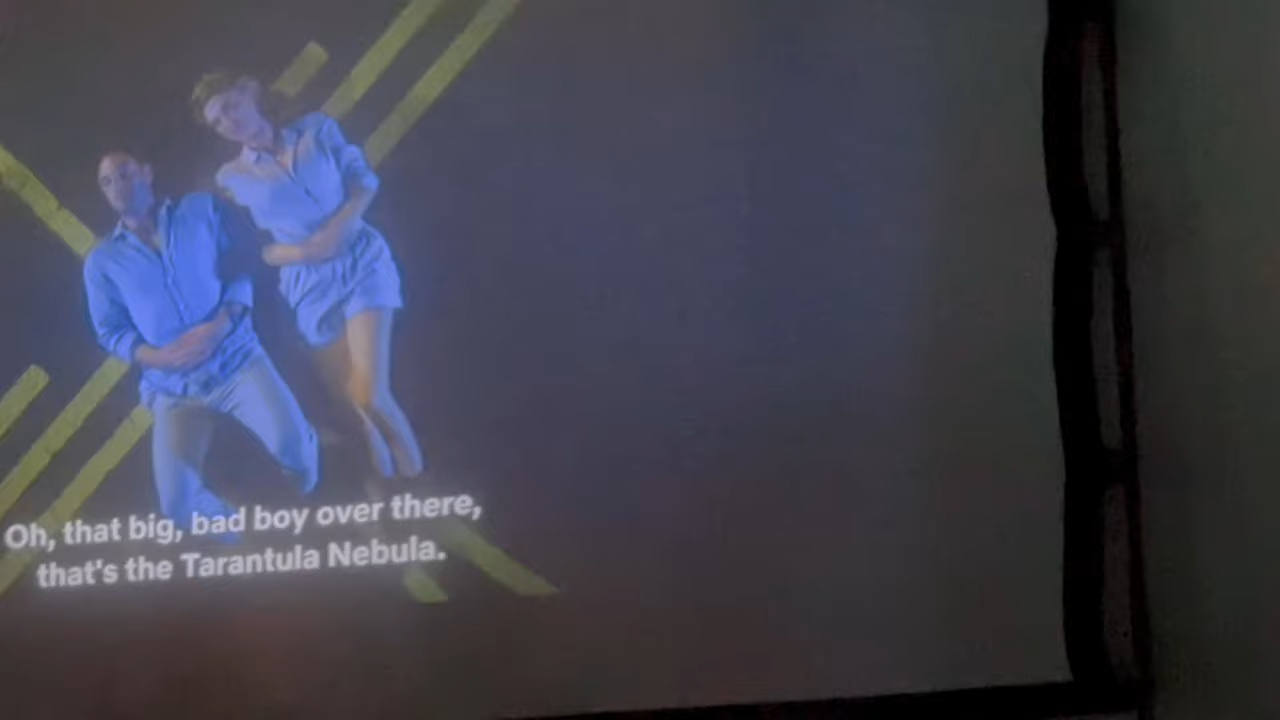 Oh, that big, bad boy over there,
that's the Tarantula Nebula.